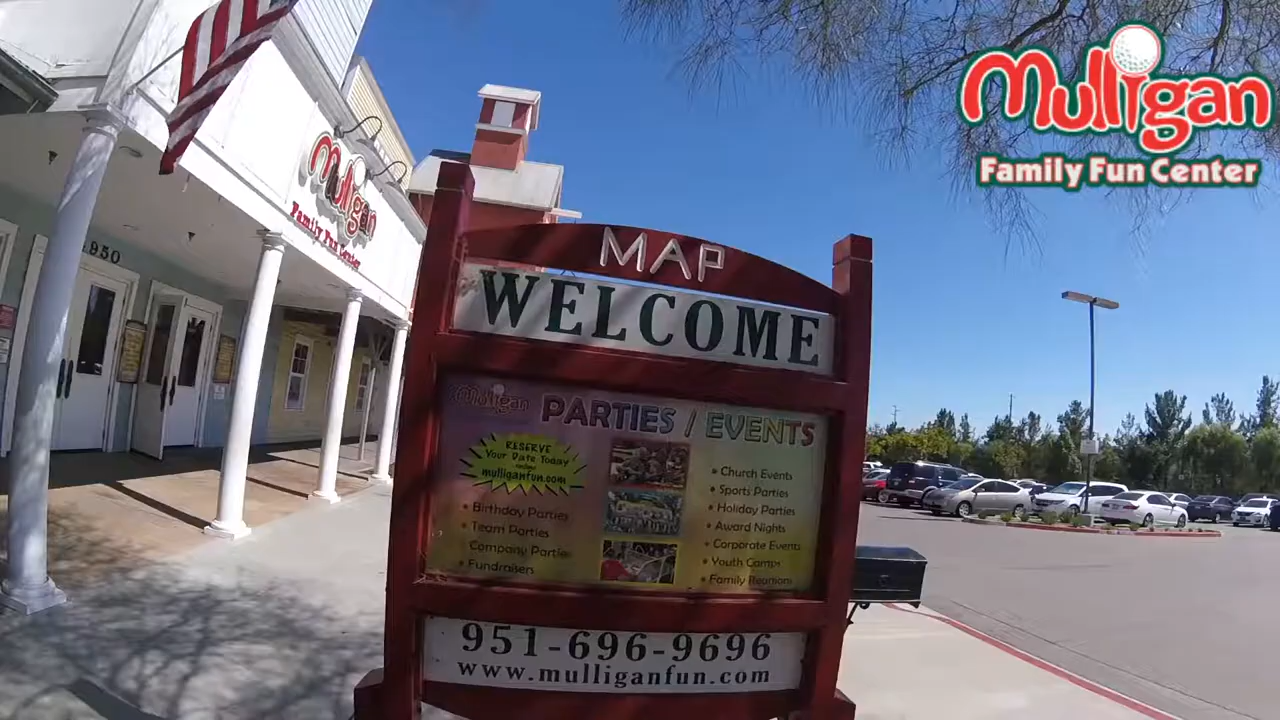 Mulligan
Family Fun Center
Mulligan
Family Fun Center
950
MAP
WELCOME
Mulligan
PARTIES / EVENTS
RESERVE
Your Date Today
mulliganfun.com
• Birthday Parties
• Team Parties
• Company Parties
• Fundraisers
• Church Events
• Sports Parties
• Holiday Parties
• Award Nights
• Corporate Events
• Youth Camps
• Family Reunions
951-696-9696
www.mulliganfun.com